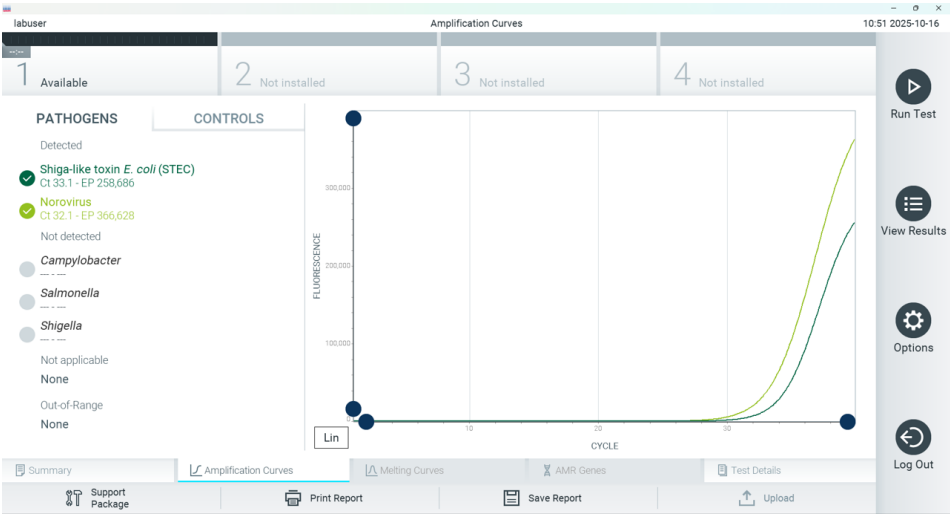 labuser
Amplification Curves
10:51 2025-10-16
--:--
1 Available
2 Not installed
3 Not installed
4 Not installed
PATHOGENS
CONTROLS
Detected
Shiga-like toxin E. coli (STEC)
Ct 33.1 - EP 258,686
Norovirus
Ct 32.1 - EP 366,628
Not detected
Campylobacter
--- - ---
Salmonella
--- - ---
Shigella
--- - ---
Not applicable
None
Out-of-Range
None
FLUORESCENCE
300,000
200,000
100,000
0
10
20
30
CYCLE
Lin
Run Test
View Results
Options
Log Out
Summary
Amplification Curves
Melting Curves
AMR Genes
Test Details
Support
Package
Print Report
Save Report
Upload